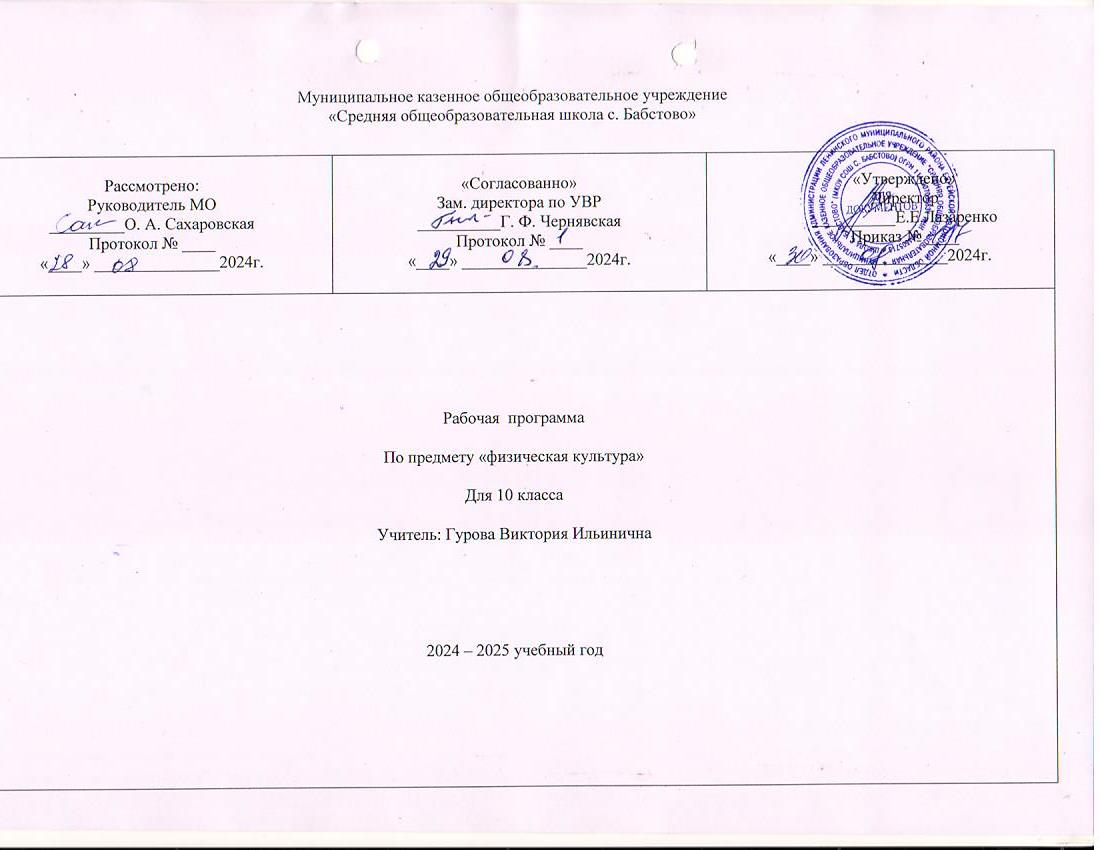 Муниципальное казенное общеобразовательное учреждение
«Средняя общеобразовательная школа с. Бабстово»
Рассмотрено:
Руководитель МО
О. А. Сахаровская
Протокол № ____
«28» 08 2024г.
«Согласованно»
Зам. директора по УВР
Г. Ф. Чернявская
Протокол № 1
«29» 08 2024г.
«Утверждено»
Директор
Е.Е.Лазаренко
Приказ №
«30» 2024г.
ДОКУМЕНТОВ
Рабочая программа
По предмету «физическая культура»
Для 10 класса
Учитель: Гурова Виктория Ильинична
2024 – 2025 учебный год